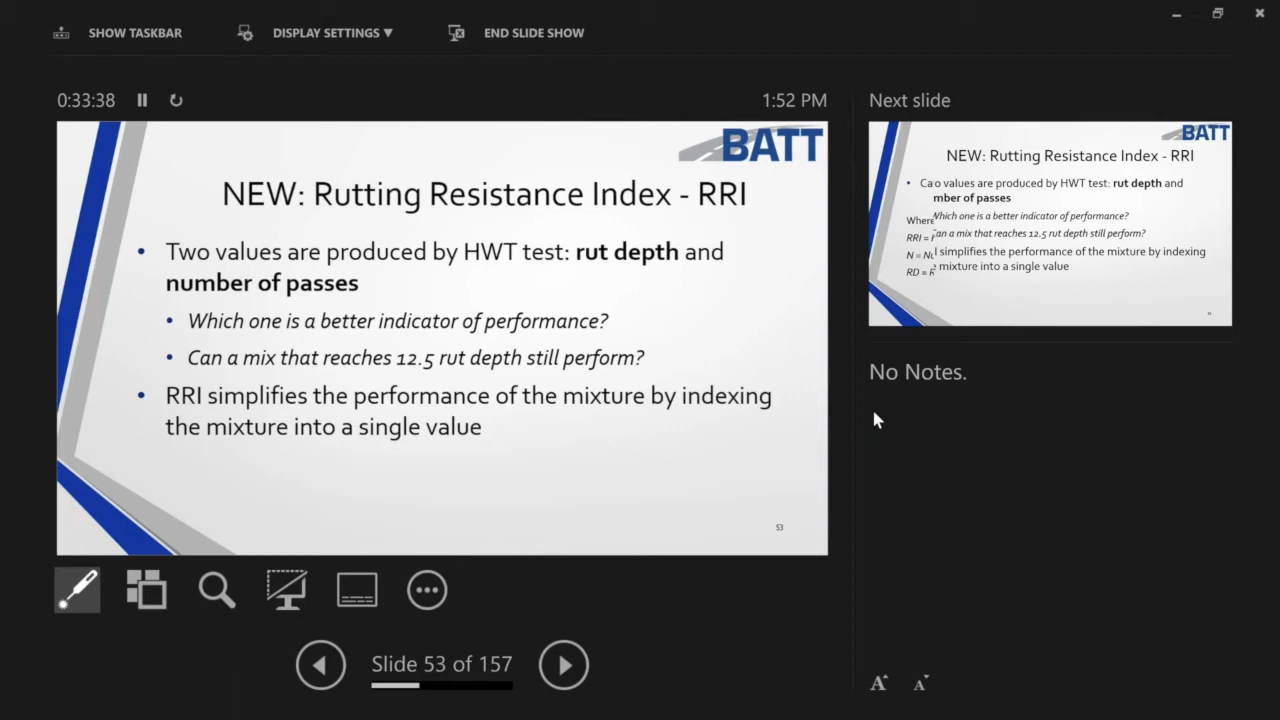 SHOW TASKBAR
DISPLAY SETTINGS ▼
END SLIDE SHOW
0:33:38
1:52 PM
BATT
NEW: Rutting Resistance Index - RRI
• Two values are produced by HWT test: rut depth and
number of passes
• Which one is a better indicator of performance?
• Can a mix that reaches 12.5 rut depth still perform?
• RRI simplifies the performance of the mixture by indexing
the mixture into a single value
53
Slide 53 of 157
Next slide
BATT
NEW: Rutting Resistance Index - RRI
values are produced by HWT test: rut depth and
mber of passes
Which one is a better indicator of performance?
Where
an a mix that reaches 12.5 rut depth still perform?
RRI =
simplifies the performance of the mixture by indexing
N =
mixture into a single value
RD =
No Notes.
A A